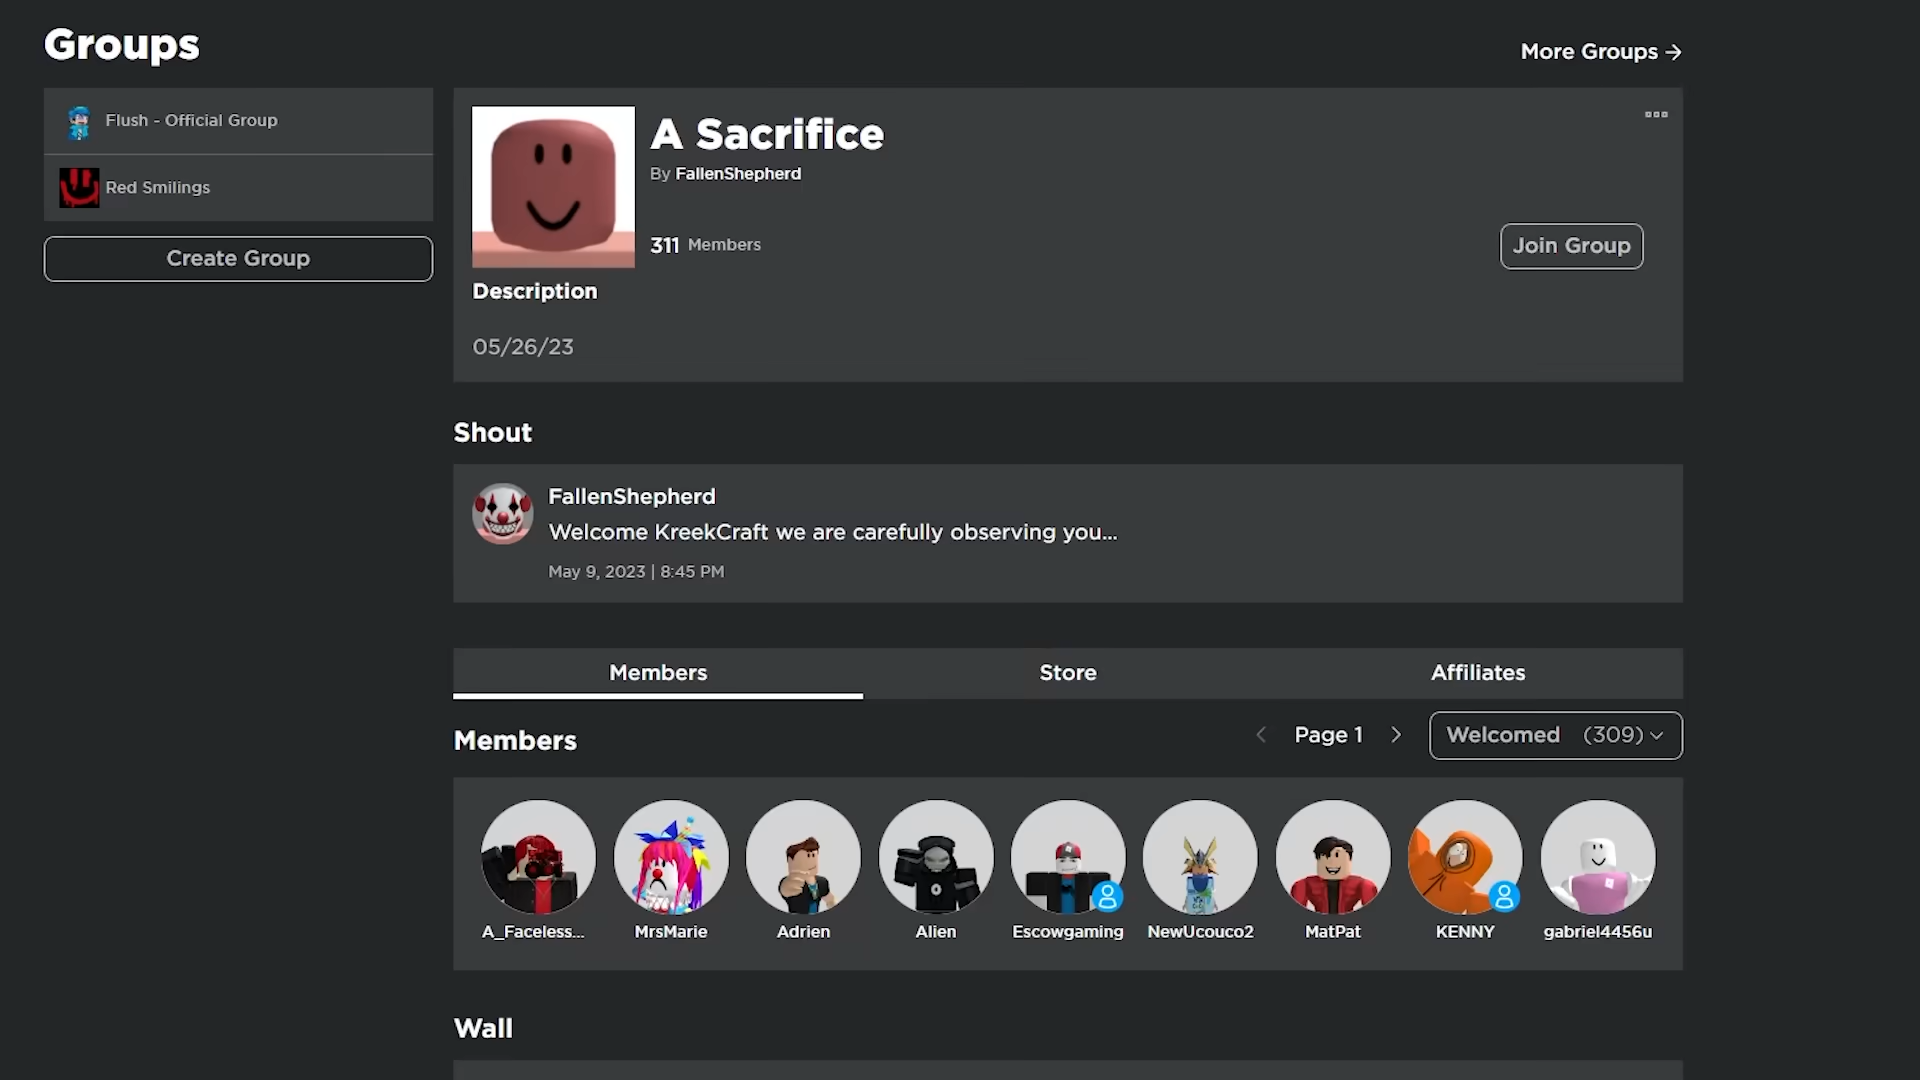 Groups
More Groups →
Flush - Official Group
Red Smilings
Create Group
A Sacrifice
By FallenShepherd
311 Members
Join Group
Description
05/26/23
Shout
FallenShepherd
Welcome KreekCraft we are carefully observing you...
May 9, 2023 | 8:45 PM
Members
Store
Affiliates
Members
Page 1
Welcomed (309)
A_Faceless...
MrsMarie
Adrien
Alien
Escowgaming
NewUcouco2
MatPat
KENNY
gabriel4456u
Wall